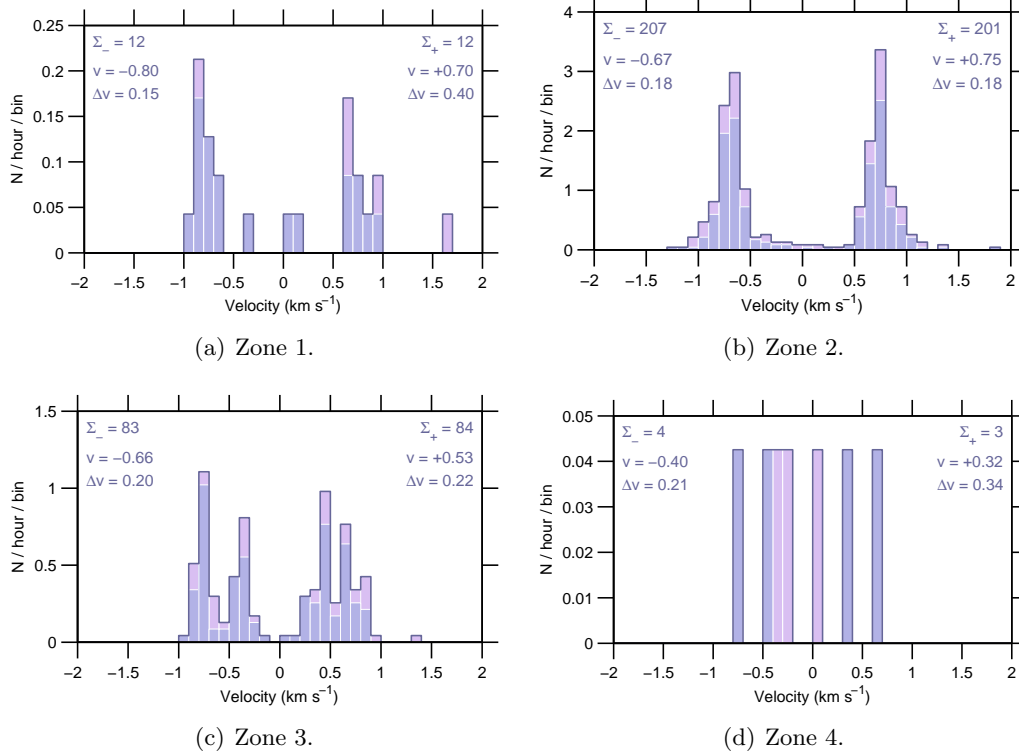 0.25
0.2
0.15
0.1
0.05
0
N / hour / bin
Σ₋ = 12
v = −0.80
Δv = 0.15
Σ₊ = 12
v = +0.70
Δv = 0.40
−2 −1.5 −1 −0.5 0 0.5 1 1.5 2
Velocity (km s⁻¹)
(a) Zone 1.
4
3
2
1
0
N / hour / bin
Σ₋ = 207
v = −0.67
Δv = 0.18
Σ₊ = 201
v = +0.75
Δv = 0.18
−2 −1.5 −1 −0.5 0 0.5 1 1.5 2
Velocity (km s⁻¹)
(b) Zone 2.
1.5
1
0.5
0
N / hour / bin
Σ₋ = 83
v = −0.66
Δv = 0.20
Σ₊ = 84
v = +0.53
Δv = 0.22
−2 −1.5 −1 −0.5 0 0.5 1 1.5 2
Velocity (km s⁻¹)
(c) Zone 3.
0.05
0.04
0.03
0.02
0.01
0
N / hour / bin
Σ₋ = 4
v = −0.40
Δv = 0.21
Σ₊ = 3
v = +0.32
Δv = 0.34
−2 −1.5 −1 −0.5 0 0.5 1 1.5 2
Velocity (km s⁻¹)
(d) Zone 4.